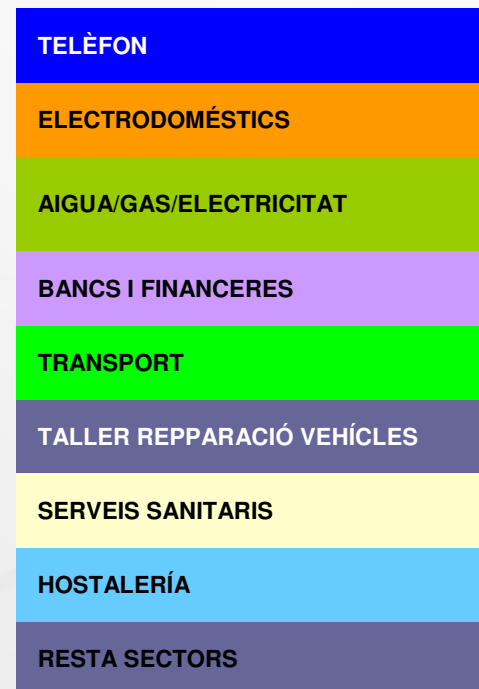 TELÈFON
ELECTRODOMÉSTICS
AIGUA/GAS/ELECTRICITAT
BANCS I FINANCERES
TRANSPORT
TALLER REPPARACIÓ VEHÍCLES
SERVEIS SANITARIS
HOSTALERÍA
RESTA SECTORS